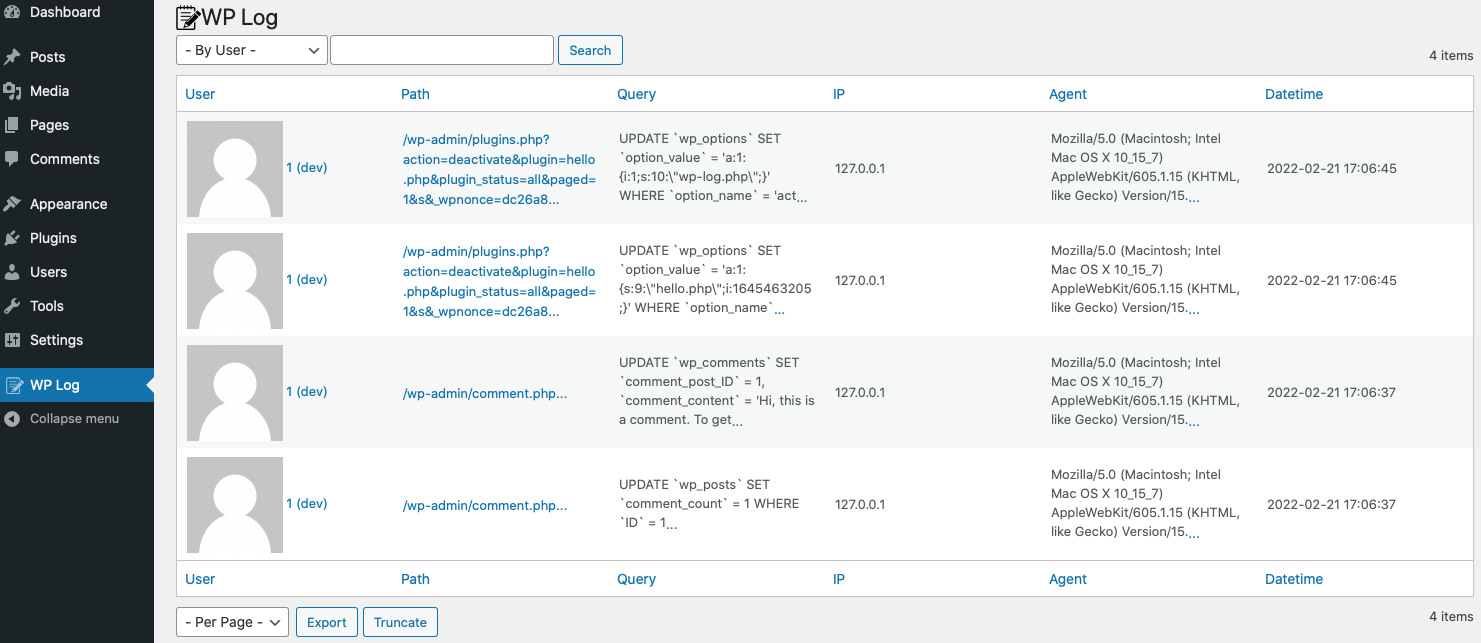 Dashboard
Posts
Media
Pages
Comments
Appearance
Plugins
Users
Tools
Settings
WP Log
Collapse menu
WP Log
- By User -
Search
4 items
User Path Query IP Agent Datetime
1 (dev)
/wp-admin/plugins.php?
action=deactivate&plugin=hello
.php&plugin_status=all&paged=
1&s&_wpnonce=dc26a8...
UPDATE `wp_options` SET
`option_value` = 'a:1:
{i:1;s:10:\"wp-log.php\";}'
WHERE `option_name` = 'act...
127.0.0.1
Mozilla/5.0 (Macintosh; Intel
Mac OS X 10_15_7)
AppleWebKit/605.1.15 (KHTML,
like Gecko) Version/15....
2022-02-21 17:06:45
1 (dev)
/wp-admin/plugins.php?
action=deactivate&plugin=hello
.php&plugin_status=all&paged=
1&s&_wpnonce=dc26a8...
UPDATE `wp_options` SET
`option_value` = 'a:1:
{s:9:\"hello.php\";i:1645463205
;}' WHERE `option_name`...
127.0.0.1
Mozilla/5.0 (Macintosh; Intel
Mac OS X 10_15_7)
AppleWebKit/605.1.15 (KHTML,
like Gecko) Version/15....
2022-02-21 17:06:45
1 (dev)
/wp-admin/comment.php...
UPDATE `wp_comments` SET
`comment_post_ID` = 1,
`comment_content` = 'Hi, this is
a comment. To get...
127.0.0.1
Mozilla/5.0 (Macintosh; Intel
Mac OS X 10_15_7)
AppleWebKit/605.1.15 (KHTML,
like Gecko) Version/15....
2022-02-21 17:06:37
1 (dev)
/wp-admin/comment.php...
UPDATE `wp_posts` SET
`comment_count` = 1 WHERE
`ID` = 1...
127.0.0.1
Mozilla/5.0 (Macintosh; Intel
Mac OS X 10_15_7)
AppleWebKit/605.1.15 (KHTML,
like Gecko) Version/15....
2022-02-21 17:06:37
User Path Query IP Agent Datetime
- Per Page -
Export
Truncate
4 items